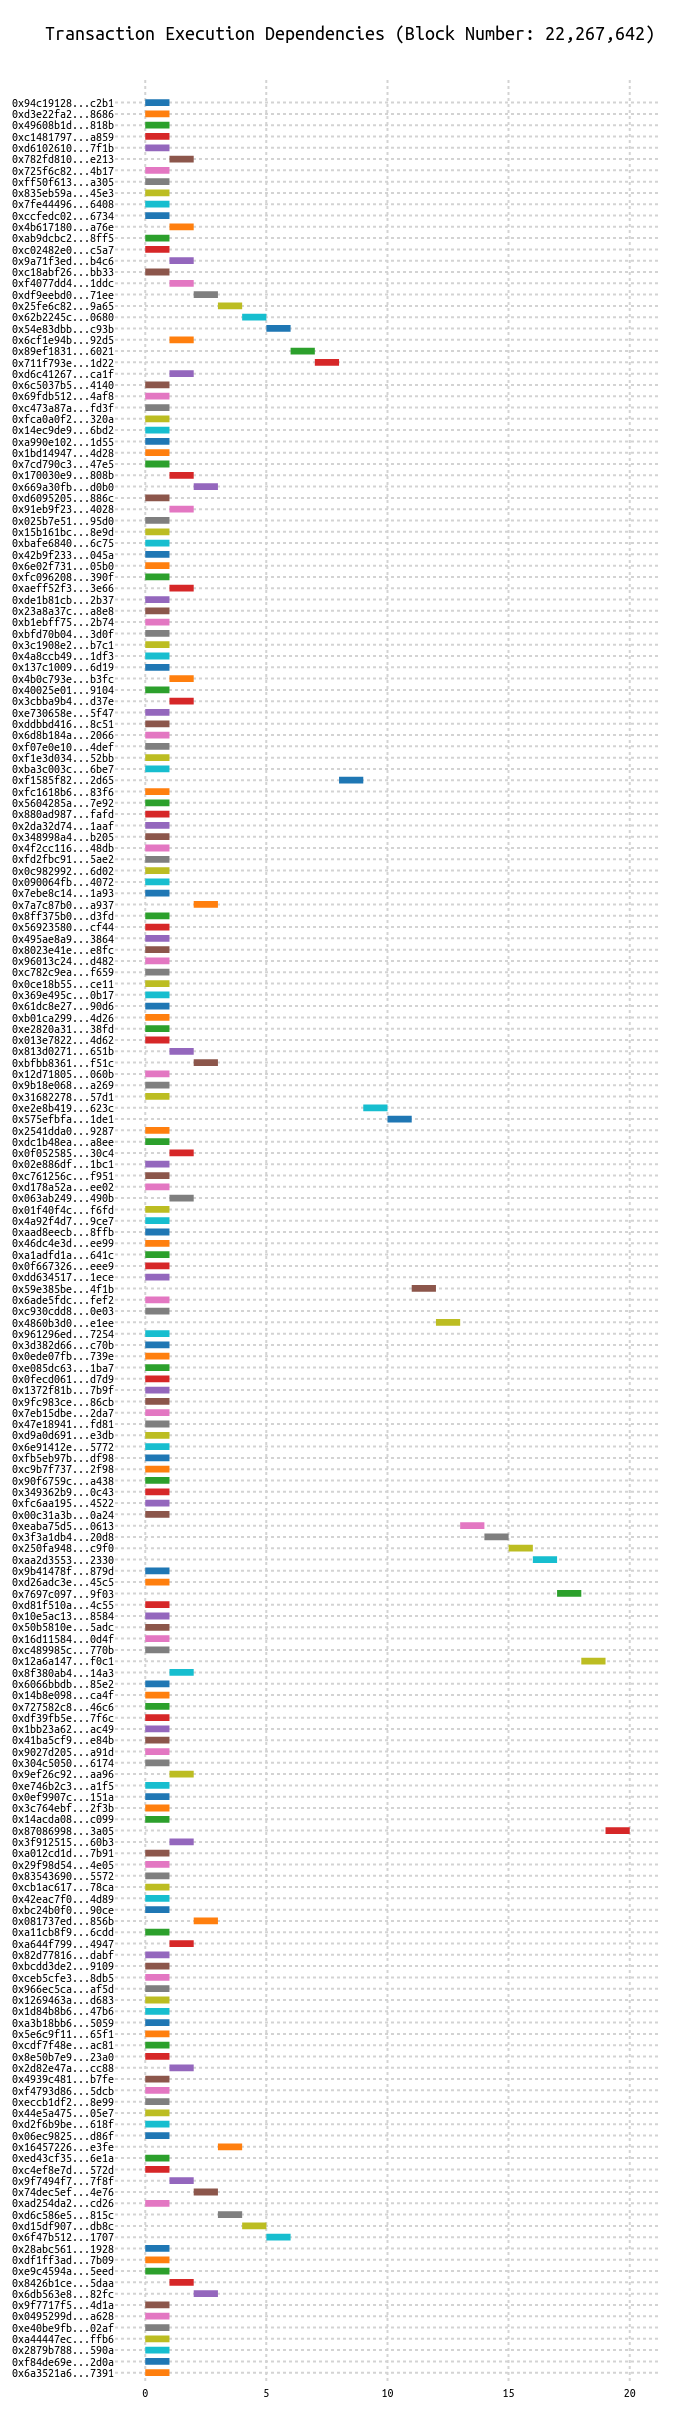 Transaction Execution Dependencies (Block Number: 22,267,642)
0x94c19128...c2b1
0xd3e22fa2...8686
0x49608b1d...818b
0xc1481797...a859
0xd6102610...7f1b
0x782fd810...e213
0x725f6c82...4b17
0xff50f613...a305
0x835eb59a...45e3
0x7fe44496...6408
0xccfedc02...6734
0x4b617180...a76e
0xab9dcbc2...8ff5
0xc02482e0...c5a7
0x9a71f3ed...b4c6
0xc18abf26...bb33
0xf4077dd4...1ddc
0xdf9eebd0...71ee
0x25fe6c82...9a65
0x62b2245c...0680
0x54e83dbb...c93b
0x6cf1e94b...92d5
0x89ef1831...6021
0x711f793e...1d22
0xd6c41267...ca1f
0x6c5037b5...4140
0x69fdb512...4af8
0xc473a87a...fd3f
0xfca0a0f2...320a
0x14ec9de9...6bd2
0xa990e102...1d55
0x1bd14947...4d28
0x7cd790c3...47e5
0x170030e9...808b
0x669a30fb...d0b0
0xd6095205...886c
0x91eb9f23...4028
0x025b7e51...95d0
0x15b161bc...8e9d
0xbafe6840...6c75
0x42b9f233...045a
0x6e02f731...05b0
0xfc096208...390f
0xaeff52f3...3e66
0xde1b81cb...2b37
0x23a8a37c...a8e8
0xb1ebff75...2b74
0xbfd70b04...3d0f
0x3c1908e2...b7c1
0x4a8ccb49...1df3
0x137c1009...6d19
0x4b0c793e...b3fc
0x40025e01...9104
0x3cbba9b4...d37e
0xe730658e...5f47
0xddbbd416...8c51
0x6d8b184a...2066
0xf07e0e10...4def
0xf1e3d034...52bb
0xba3c003c...6be7
0xf1585f82...2d65
0xfc1618b6...83f6
0x5604285a...7e92
0x880ad987...fafd
0x2da32d74...1aaf
0x348998a4...b205
0x4f2cc116...48db
0xfd2fbc91...5ae2
0x0c982992...6d02
0x090064fb...4072
0x7ebe8c14...1a93
0x7a7c87b0...a937
0x8ff375b0...d3fd
0x56923580...cf44
0x495ae8a9...3864
0x8023e41e...e8fc
0x96013c24...d482
0xc782c9ea...f659
0x0ce18b55...ce11
0x369e495c...0b17
0x61dc8e27...90d6
0xb01ca299...4d26
0xe2820a31...38fd
0x013e7822...4d62
0x813d0271...651b
0xbfbb8361...f51c
0x12d71805...060b
0x9b18e068...a269
0x31682278...57d1
0xe2e8b419...623c
0x575efbfa...1de1
0x2541dda0...9287
0xdc1b48ea...a8ee
0x0f052585...30c4
0x02e886df...1bc1
0xc761256c...f951
0xd178a52a...ee02
0x063ab249...490b
0x01f40f4c...f6fd
0x4a92f4d7...9ce7
0xaad8eecb...8ffb
0x46dc4e3d...ee99
0xa1adfd1a...641c
0x0f667326...eee9
0xdd634517...1ece
0x59e385be...4f1b
0x6ade5fdc...fef2
0xc930cdd8...0e03
0x4860b3d0...e1ee
0x961296ed...7254
0x3d382d66...c70b
0x0ede07fb...739e
0xe085dc63...1ba7
0x0fecd061...d7d9
0x1372f81b...7b9f
0x9fc983ce...86cb
0x7eb15dbe...2da7
0x47e18941...fd81
0xd9a0d691...e3db
0x6e91412e...5772
0xfb5eb97b...df98
0xc9b7f737...2f98
0x90f6759c...a438
0x349362b9...0c43
0xfc6aa195...4522
0x00c31a3b...0a24
0xeaba75d5...0613
0x3f3a1db4...20d8
0x250fa948...c9f0
0xaa2d3553...2330
0x9b41478f...879d
0xd26adc3e...45c5
0x7697c097...9f03
0xd81f510a...4c55
0x10e5ac13...8584
0x50b5810e...5adc
0x16d11584...0d4f
0xc489985c...770b
0x12a6a147...f0c1
0x8f380ab4...14a3
0x6066bbdb...85e2
0x14b8e098...ca4f
0x727582c8...46c6
0xdf39fb5e...7f6c
0x1bb23a62...ac49
0x41ba5cf9...e84b
0x9027d205...a91d
0x304c5050...6174
0x9ef26c92...aa96
0xe746b2c3...a1f5
0x0ef9907c...151a
0x3c764ebf...2f3b
0x14acda08...c099
0x87086998...3a05
0x3f912515...60b3
0xa012cd1d...7b91
0x29f98d54...4e05
0x83543690...5572
0xcb1ac617...78ca
0x42eac7f0...4d89
0xbc24b0f0...90ce
0x081737ed...856b
0xa11cb8f9...6cdd
0xa644f799...4947
0x82d77816...dabf
0xbcdd3de2...9109
0xceb5cfe3...8db5
0x966ec5ca...af5d
0x1269463a...d683
0x1d84b8b6...47b6
0xa3b18bb6...5059
0x5e6c9f11...65f1
0xcdf7f48e...ac81
0x8e50b7e9...23a0
0x2d82e47a...cc88
0x4939c481...b7fe
0xf4793d86...5dcb
0xeccb1df2...8e99
0x44e5a475...05e7
0xd2f6b9be...618f
0x06ec9825...d86f
0x16457226...e3fe
0xed43cf35...6e1a
0xc4ef8e7d...572d
0x9f7494f7...7f8f
0x74dec5ef...4e76
0xad254da2...cd26
0xd6c586e5...815c
0xd15df907...db8c
0x6f47b512...1707
0x28abc561...1928
0xdf1ff3ad...7b09
0xe9c4594a...5eed
0x8426b1ce...5daa
0x6db563e8...82fc
0x9f7717f5...4d1a
0x0495299d...a628
0xe40be9fb...02af
0xa44447ec...ffb6
0x2879b788...590a
0xf84de69e...2d0a
0x6a3521a6...7391
0 5 10 15 20